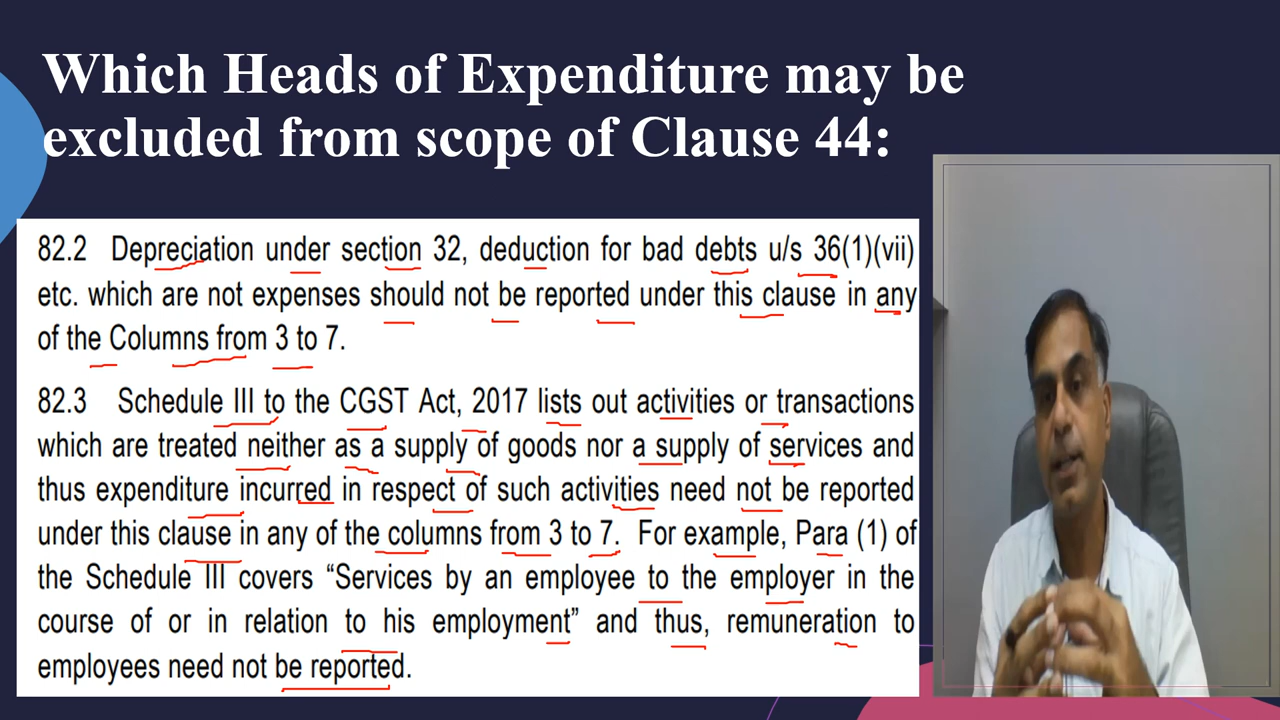 Which Heads of Expenditure may be
excluded from scope of Clause 44:
82.2 Depreciation under section 32, deduction for bad debts u/s 36(1)(vii)
etc. which are not expenses should not be reported under this clause in any
of the Columns from 3 to 7.
82.3 Schedule III to the CGST Act, 2017 lists out activities or transactions
which are treated neither as a supply of goods nor a supply of services and
thus expenditure incurred in respect of such activities need not be reported
under this clause in any of the columns from 3 to 7. For example, Para (1) of
the Schedule III covers “Services by an employee to the employer in the
course of or in relation to his employment” and thus, remuneration to
employees need not be reported.